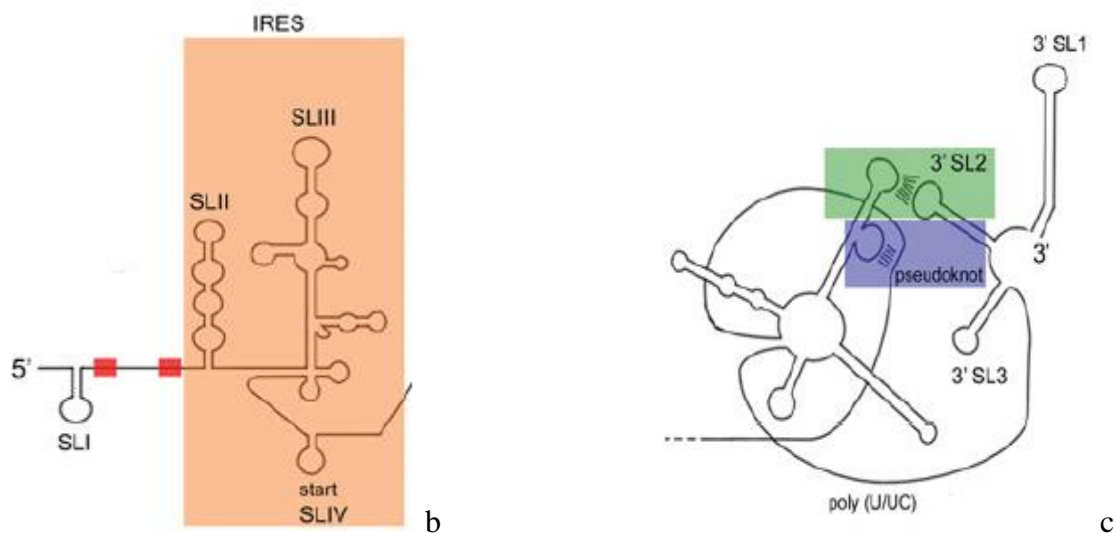 IRES
SLIII
SLII
5'
SLI
start
SLIV
b
3' SL1
3' SL2
3'
pseudoknot
3' SL3
poly (U/UC)
c